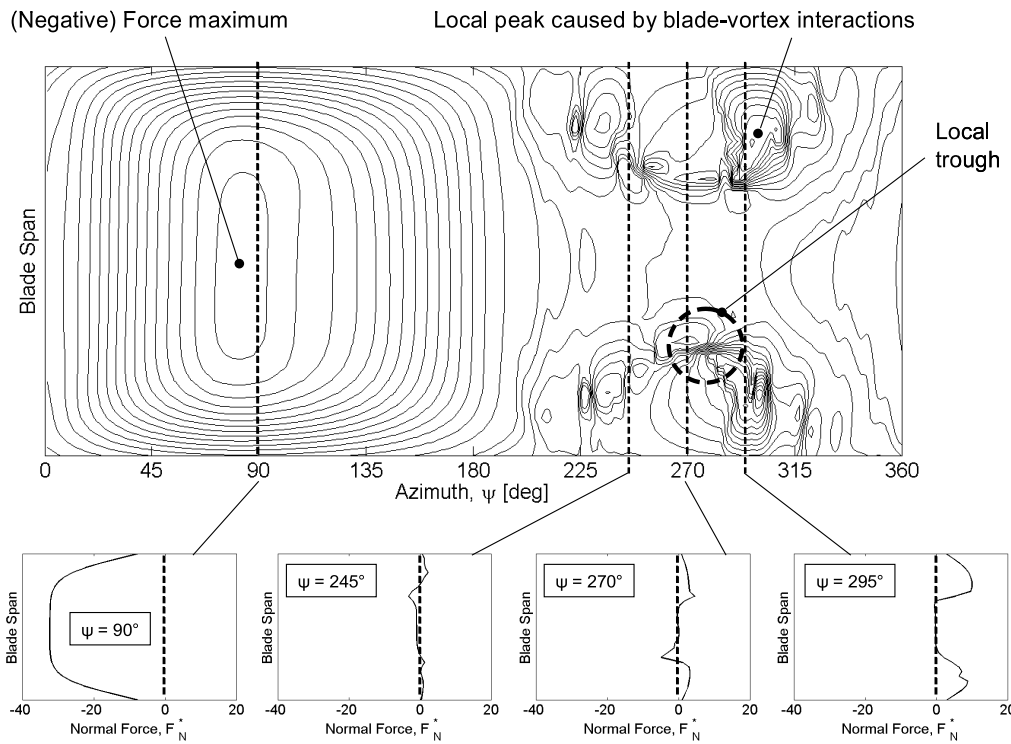 (Negative) Force maximum
Local peak caused by blade-vortex interactions
Local
trough
Blade Span
0 45 90 135 180 225 270 315 360
Azimuth, ψ [deg]
ψ = 90°
Blade Span
-40 -20 0 20
Normal Force, F*N
ψ = 245°
Blade Span
-40 -20 0 20
Normal Force, F*N
ψ = 270°
Blade Span
-40 -20 0 20
Normal Force, F*N
ψ = 295°
Blade Span
-40 -20 0 20
Normal Force, F*N